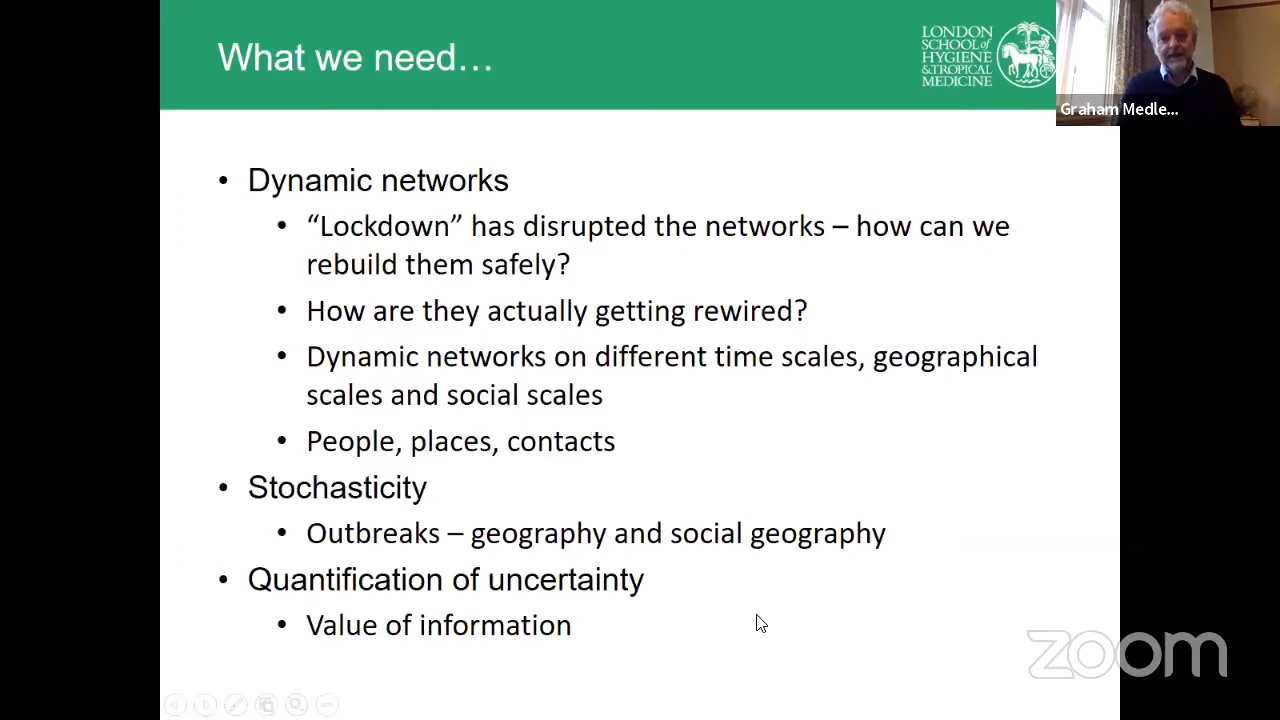 What we need…
LONDON
SCHOOL of
HYGIENE
& TROPICAL
MEDICINE
Graham Medle...
• Dynamic networks
• “Lockdown” has disrupted the networks – how can we
rebuild them safely?
• How are they actually getting rewired?
• Dynamic networks on different time scales, geographical
scales and social scales
• People, places, contacts
• Stochasticity
• Outbreaks – geography and social geography
• Quantification of uncertainty
• Value of information
zoom